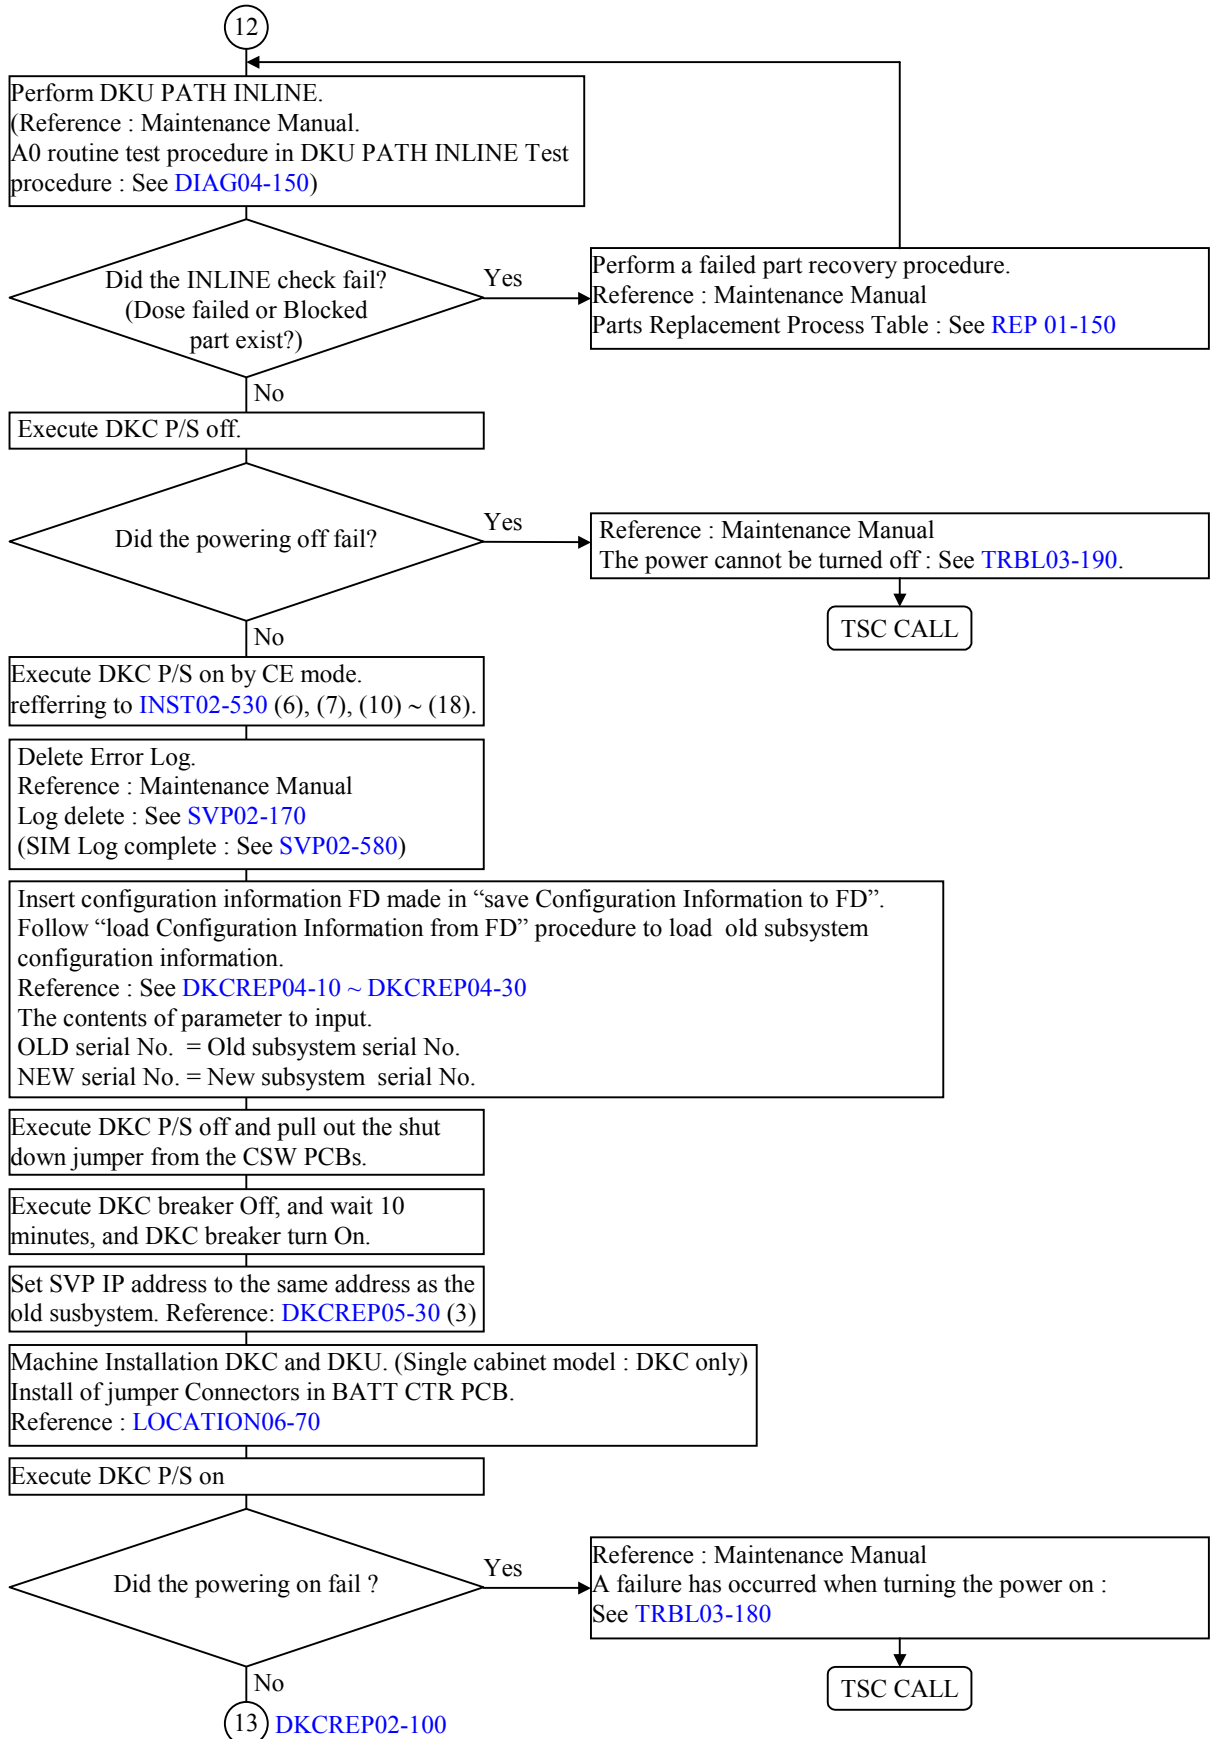 12
Perform DKU PATH INLINE.
(Reference : Maintenance Manual.
A0 routine test procedure in DKU PATH INLINE Test
procedure : See DIAG04-150)
Did the INLINE check fail?
(Dose failed or Blocked
part exist?)
Yes
Perform a failed part recovery procedure.
Reference : Maintenance Manual
Parts Replacement Process Table : See REP 01-150
No
Execute DKC P/S off.
Did the powering off fail?
Yes
Reference : Maintenance Manual
The power cannot be turned off : See TRBL03-190.
TSC CALL
No
Execute DKC P/S on by CE mode.
refferring to INST02-530 (6), (7), (10) ~ (18).
Delete Error Log.
Reference : Maintenance Manual
Log delete : See SVP02-170
(SIM Log complete : See SVP02-580)
Insert configuration information FD made in “save Configuration Information to FD”.
Follow “load Configuration Information from FD” procedure to load old subsystem
configuration information.
Reference : See DKCREP04-10 ~ DKCREP04-30
The contents of parameter to input.
OLD serial No. = Old subsystem serial No.
NEW serial No. = New subsystem serial No.
Execute DKC P/S off and pull out the shut
down jumper from the CSW PCBs.
Execute DKC breaker Off, and wait 10
minutes, and DKC breaker turn On.
Set SVP IP address to the same address as the
old susbystem. Reference: DKCREP05-30 (3)
Machine Installation DKC and DKU. (Single cabinet model : DKC only)
Install of jumper Connectors in BATT CTR PCB.
Reference : LOCATION06-70
Execute DKC P/S on
Did the powering on fail ?
Yes
Reference : Maintenance Manual
A failure has occurred when turning the power on :
See TRBL03-180
TSC CALL
No
13 DKCREP02-100